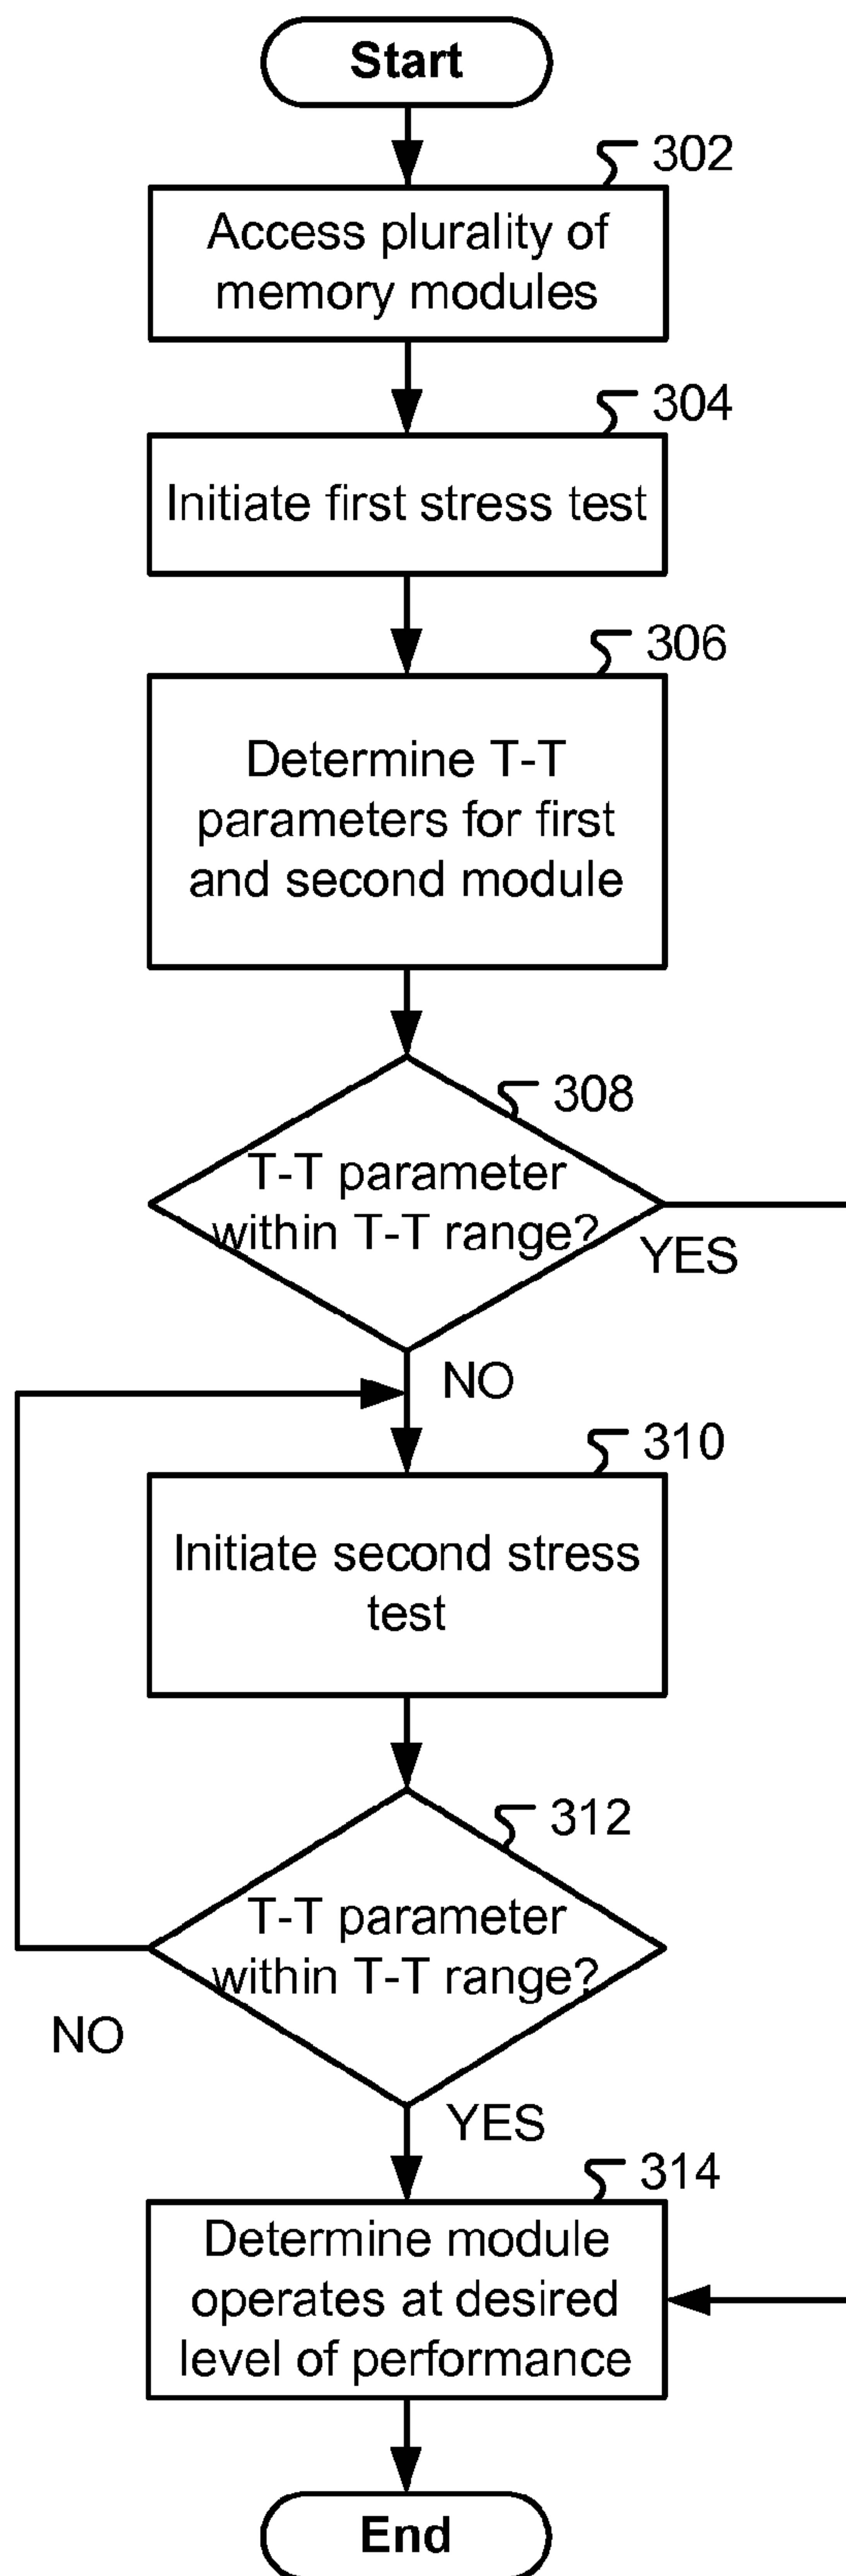 Start
302
Access plurality of
memory modules
304
Initiate first stress test
306
Determine T-T
parameters for first
and second module
308
T-T parameter
within T-T range?
YES
NO
310
Initiate second stress
test
312
T-T parameter
within T-T range?
NO
YES
314
Determine module
operates at desired
level of performance
End